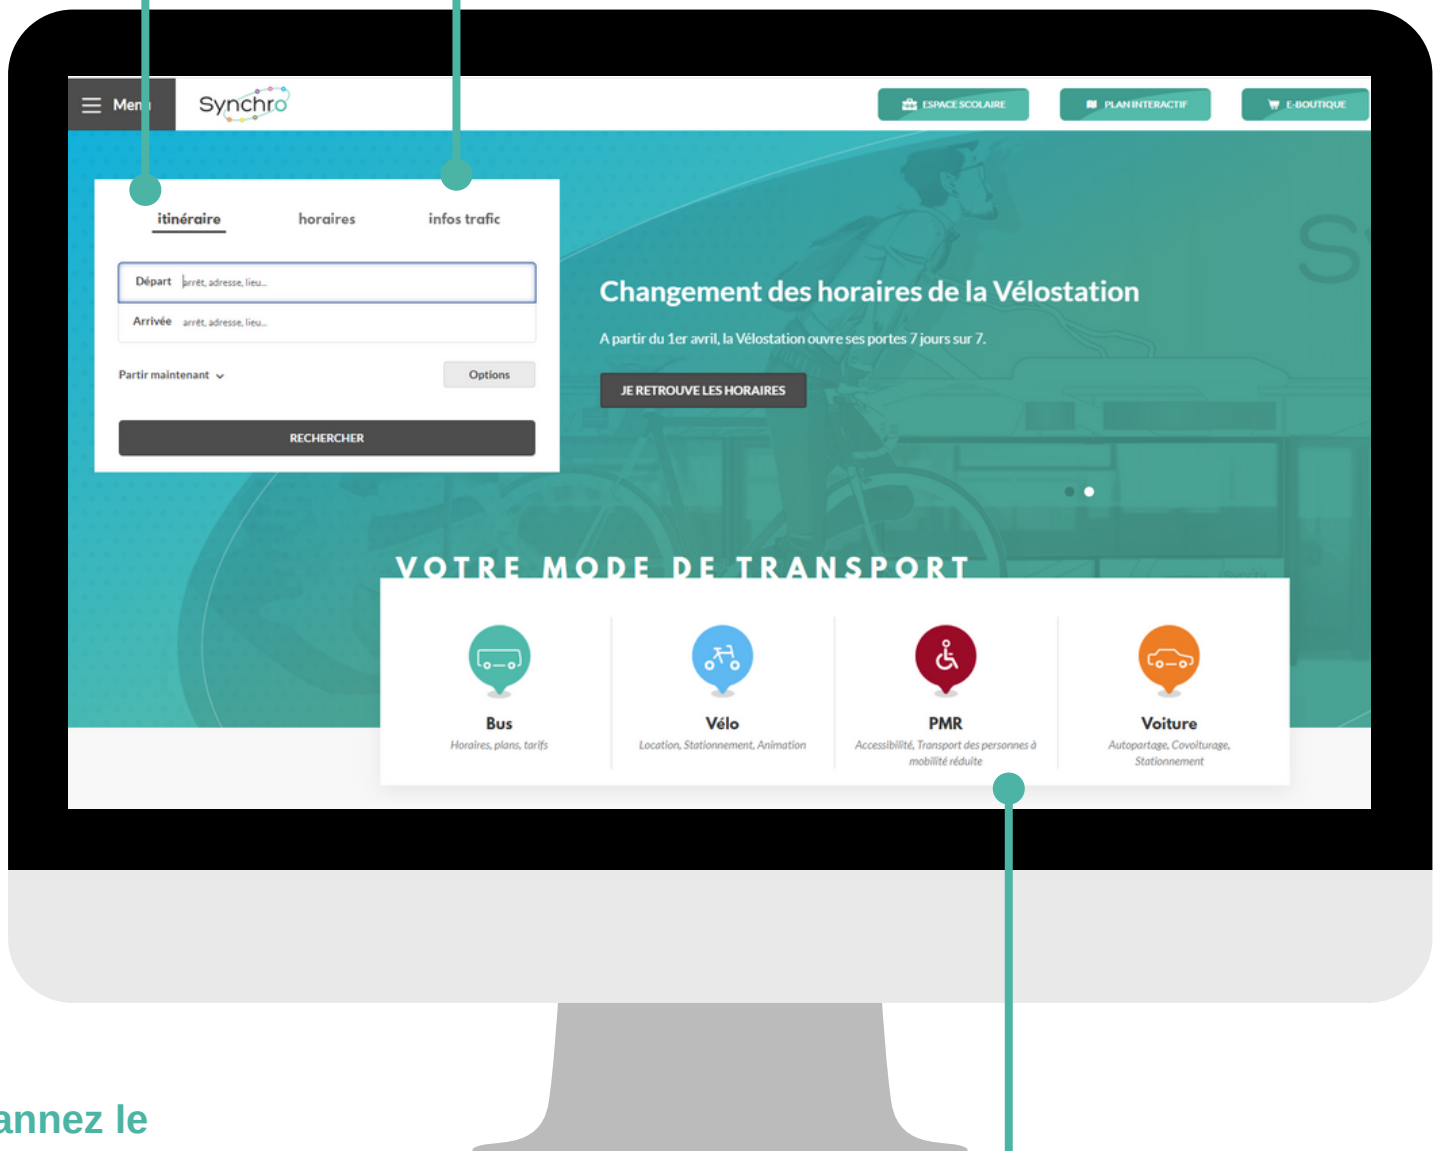 Menu
Synchro
ESPACE SCOLAIRE
PLAN INTERACTIF
E-BOUTIQUE
itinéraire
horaires
infos trafic
Départ arrêt, adresse, lieu...
Arrivée arrêt, adresse, lieu...
Partir maintenant
Options
RECHERCHER
Changement des horaires de la Vélostation
A partir du 1er avril, la Vélostation ouvre ses portes 7 jours sur 7.
JE RETROUVE LES HORAIRES
VOTRE MODE DE TRANSPORT
Bus
Horaires, plans, tarifs
Vélo
Location, Stationnement, Animation
PMR
Accessibilité, Transport des personnes à
mobilité réduite
Voiture
Autopartage, Covoiturage,
Stationnement
annez le